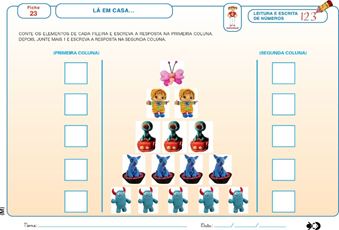 Ficha
23
LÁ EM CASA...
LEITURA E ESCRITA
DE NÚMEROS
123
CONTE OS ELEMENTOS DE CADA FILEIRA E ESCREVA A RESPOSTA NA PRIMEIRA COLUNA.
DEPOIS, JUNTE MAIS 1 E ESCREVA A RESPOSTA NA SEGUNDA COLUNA.
(PRIMEIRA COLUNA)
(SEGUNDA COLUNA)
Nome:
Data: / /